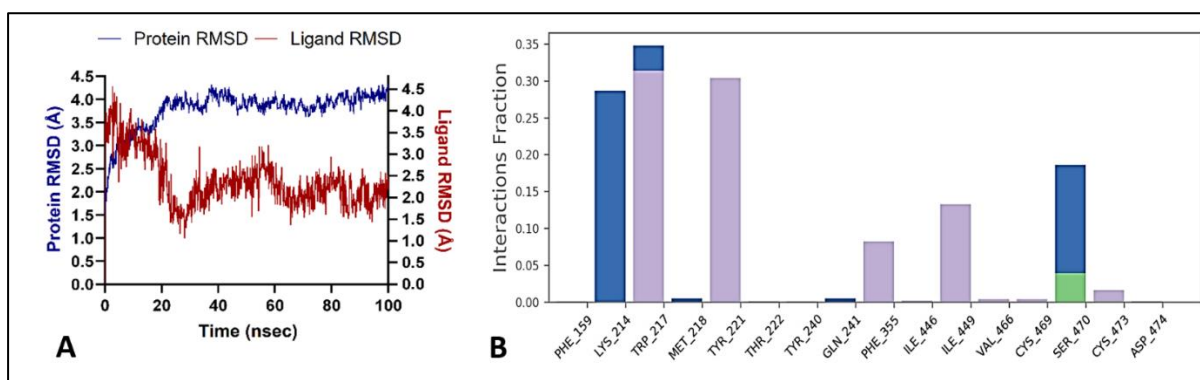 Protein RMSD Ligand RMSD
Protein RMSD (Å)
4.5
4.0
3.5
3.0
2.5
2.0
1.5
1.0
0.5
0.0
4.5
4.0
3.5
3.0
2.5
2.0
1.5
1.0
0.5
0.0
Ligand RMSD (Å)
0 20 40 60 80 100
Time (nsec)
A
B
Interactions Fraction
0.35
0.30
0.25
0.20
0.15
0.10
0.05
0.00
PHE_159
LYS_214
TRP_217
MET_218
TYR_221
THR_222
TYR_240
GLN_241
PHE_355
ILE_446
ILE_449
VAL_466
CYS_469
SER_470
CYS_473
ASP_474